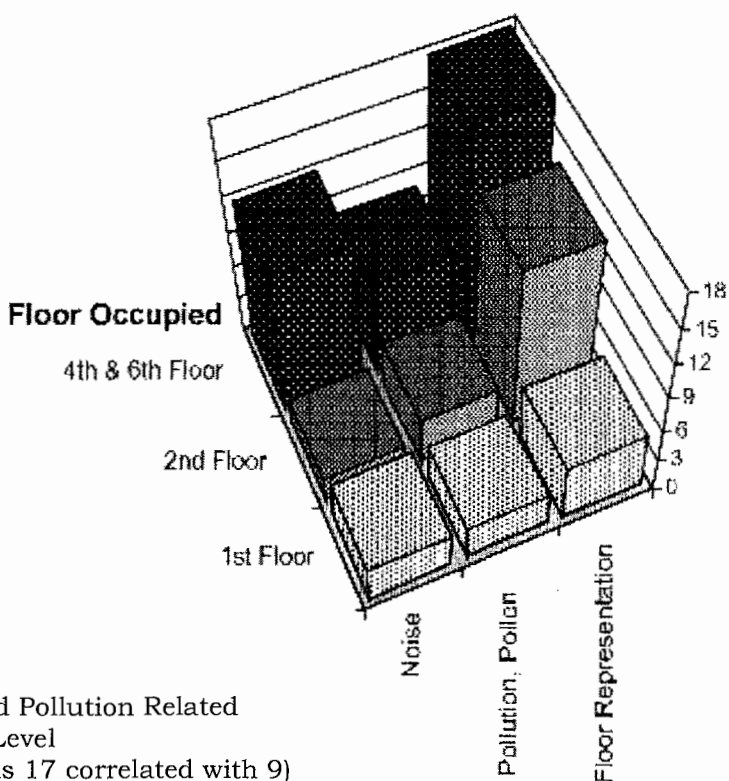 Floor Occupied
4th & 6th Floor
2nd Floor
1st Floor
18
15
12
9
6
3
0
Noise
Pollution, Pollen
Floor Representation
d Pollution Related
Level
ns 17 correlated with 9)